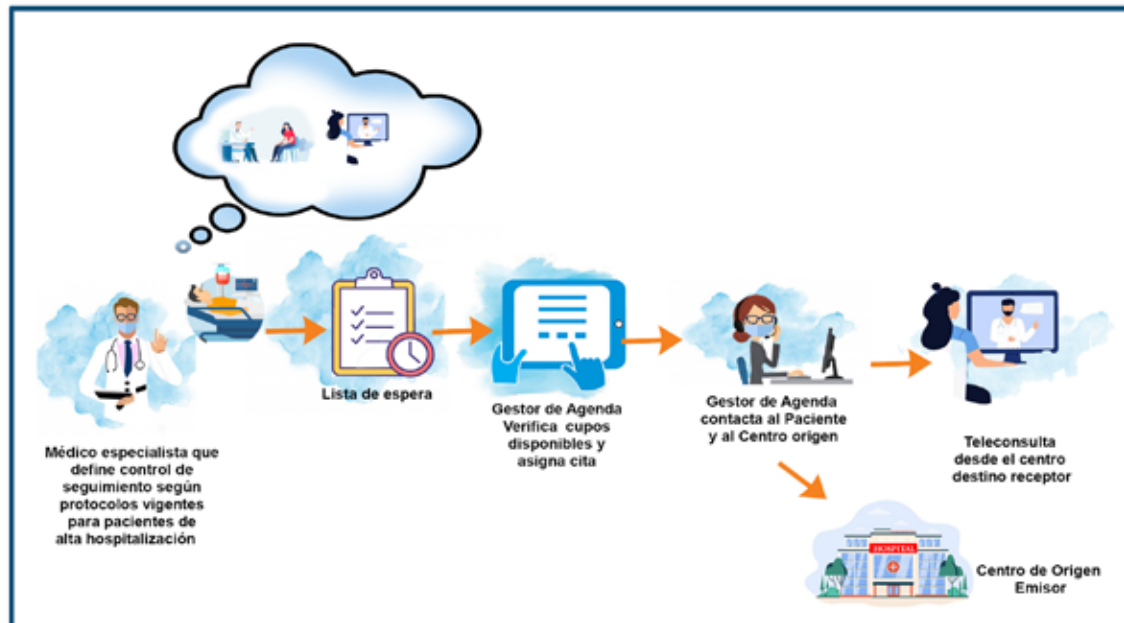 Médico especialista que
define control de
seguimiento según
protocolos vigentes
para pacientes de
alta hospitalización
Lista de espera
Gestor de Agenda
Verifica cupos
disponibles y
asigna cita
Gestor de Agenda
contacta al Paciente
y al Centro origen
Teleconsulta
desde el centro
destino receptor
HOSPITAL
Centro de Origen
Emisor